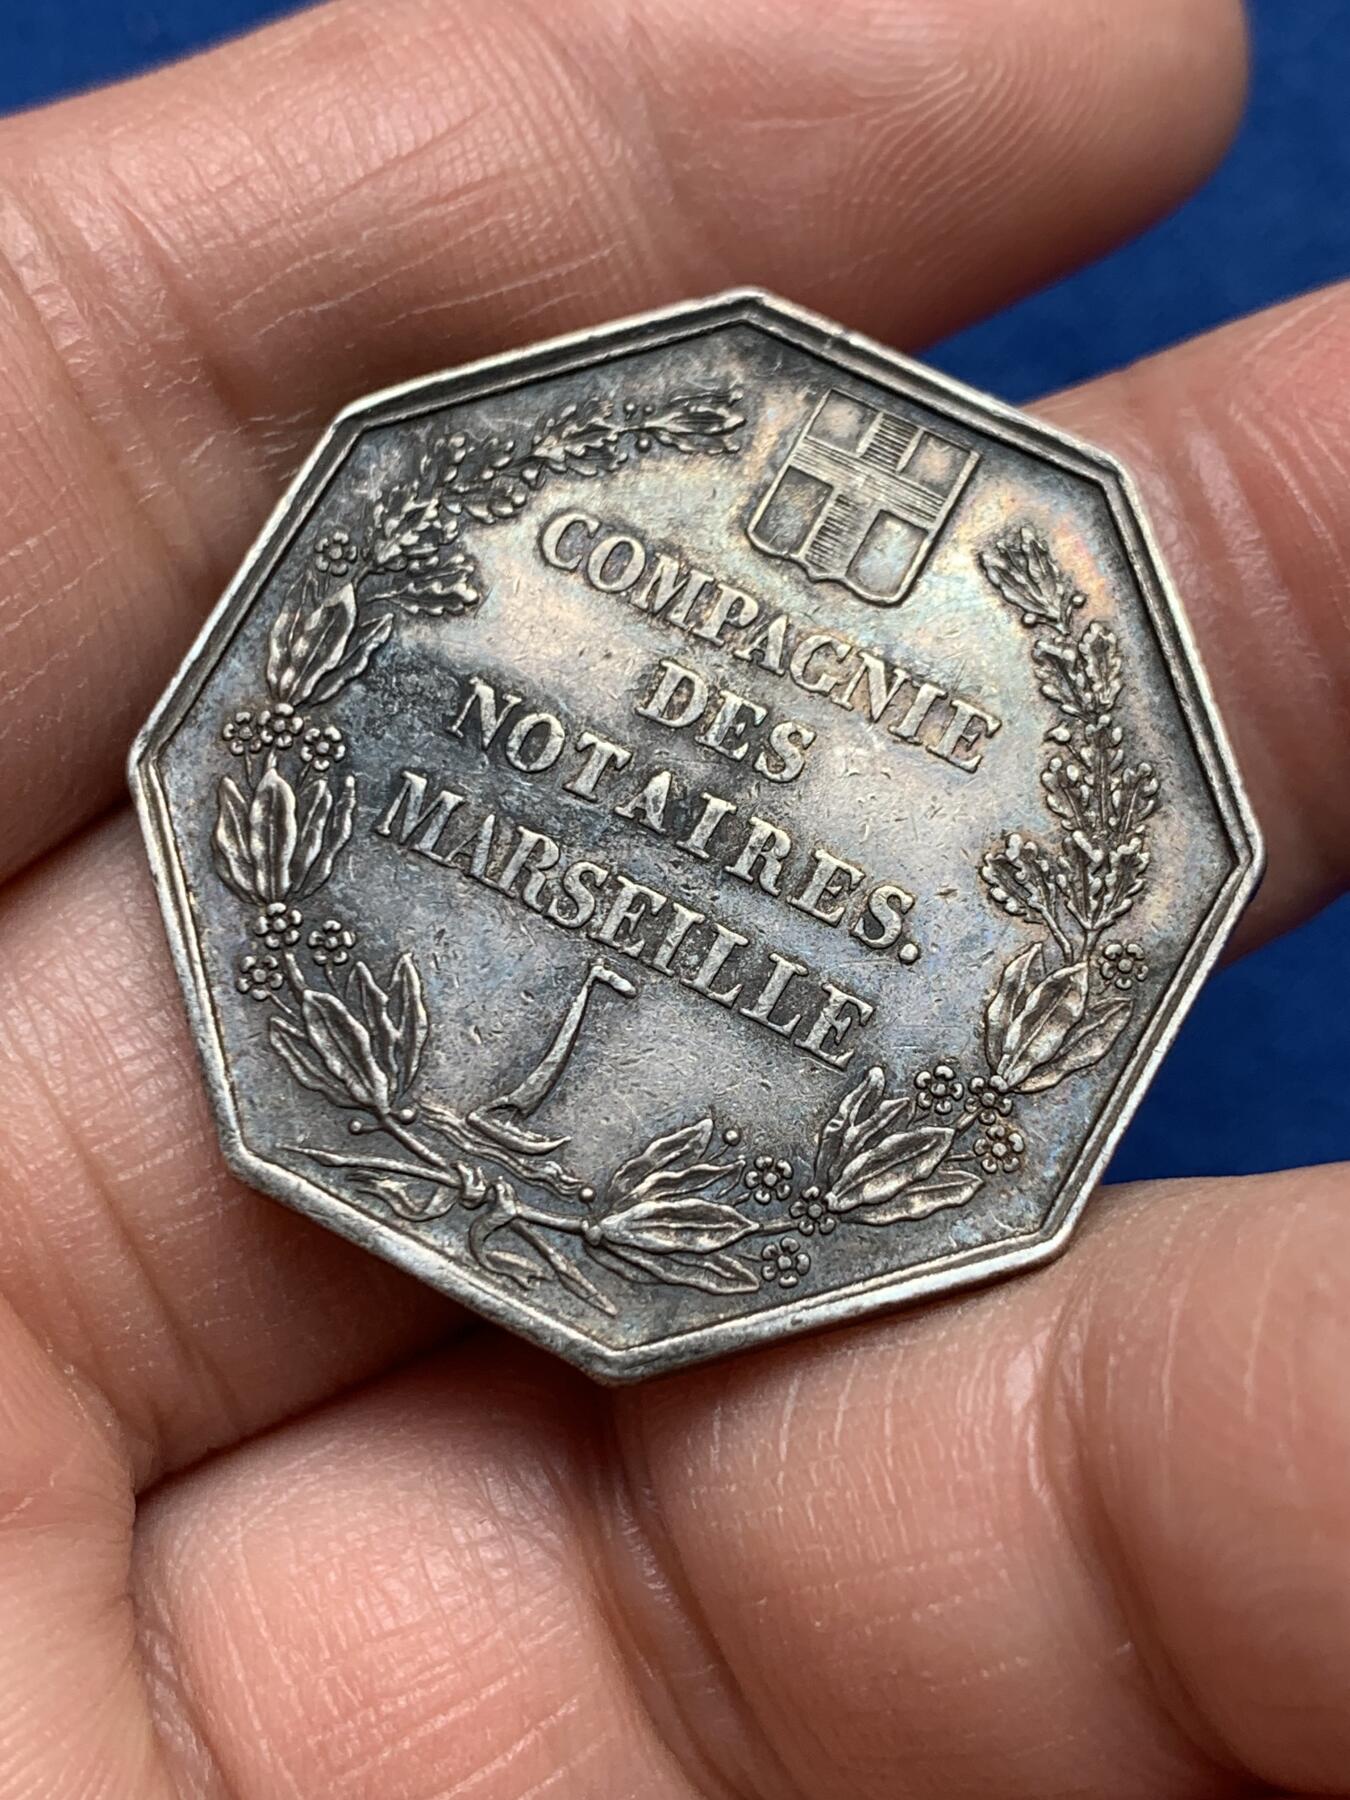 COMPAGNIE
DES
NOTAIRES.
MARSEILLE